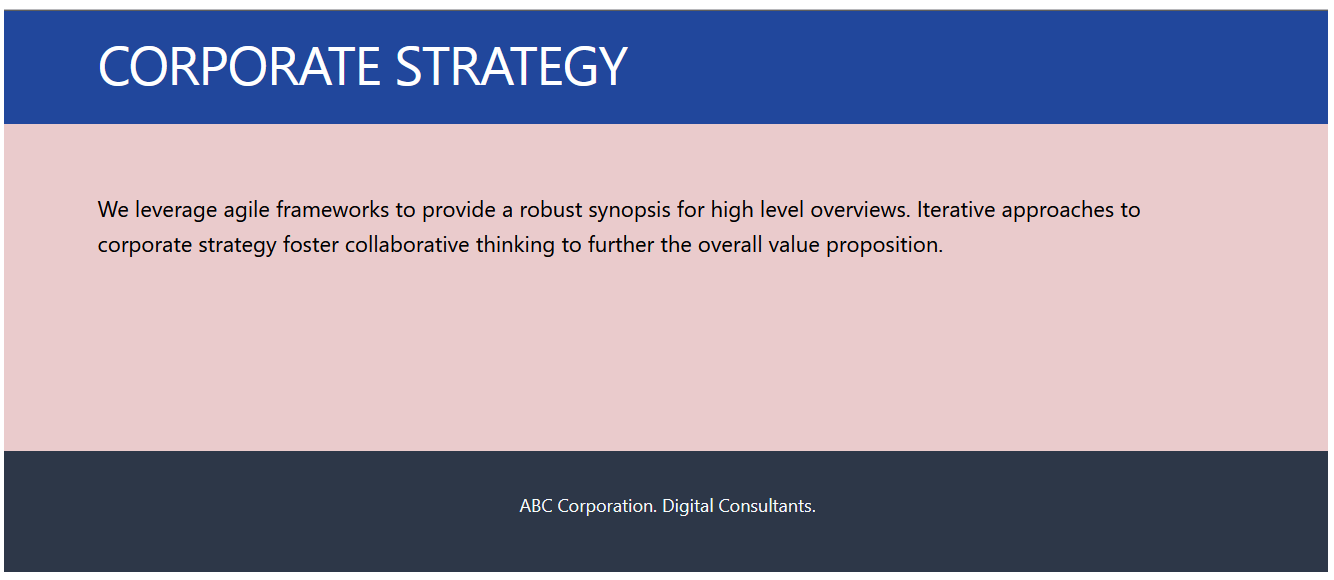 CORPORATE STRATEGY
We leverage agile frameworks to provide a robust synopsis for high level overviews. Iterative approaches to
corporate strategy foster collaborative thinking to further the overall value proposition.
ABC Corporation. Digital Consultants.